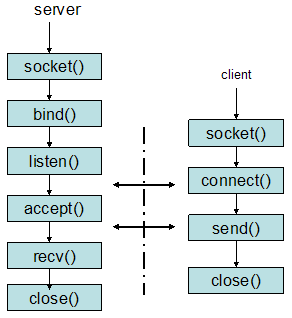 server
socket()
bind()
listen()
accept()
recv()
close()
client
socket()
connect()
send()
close()